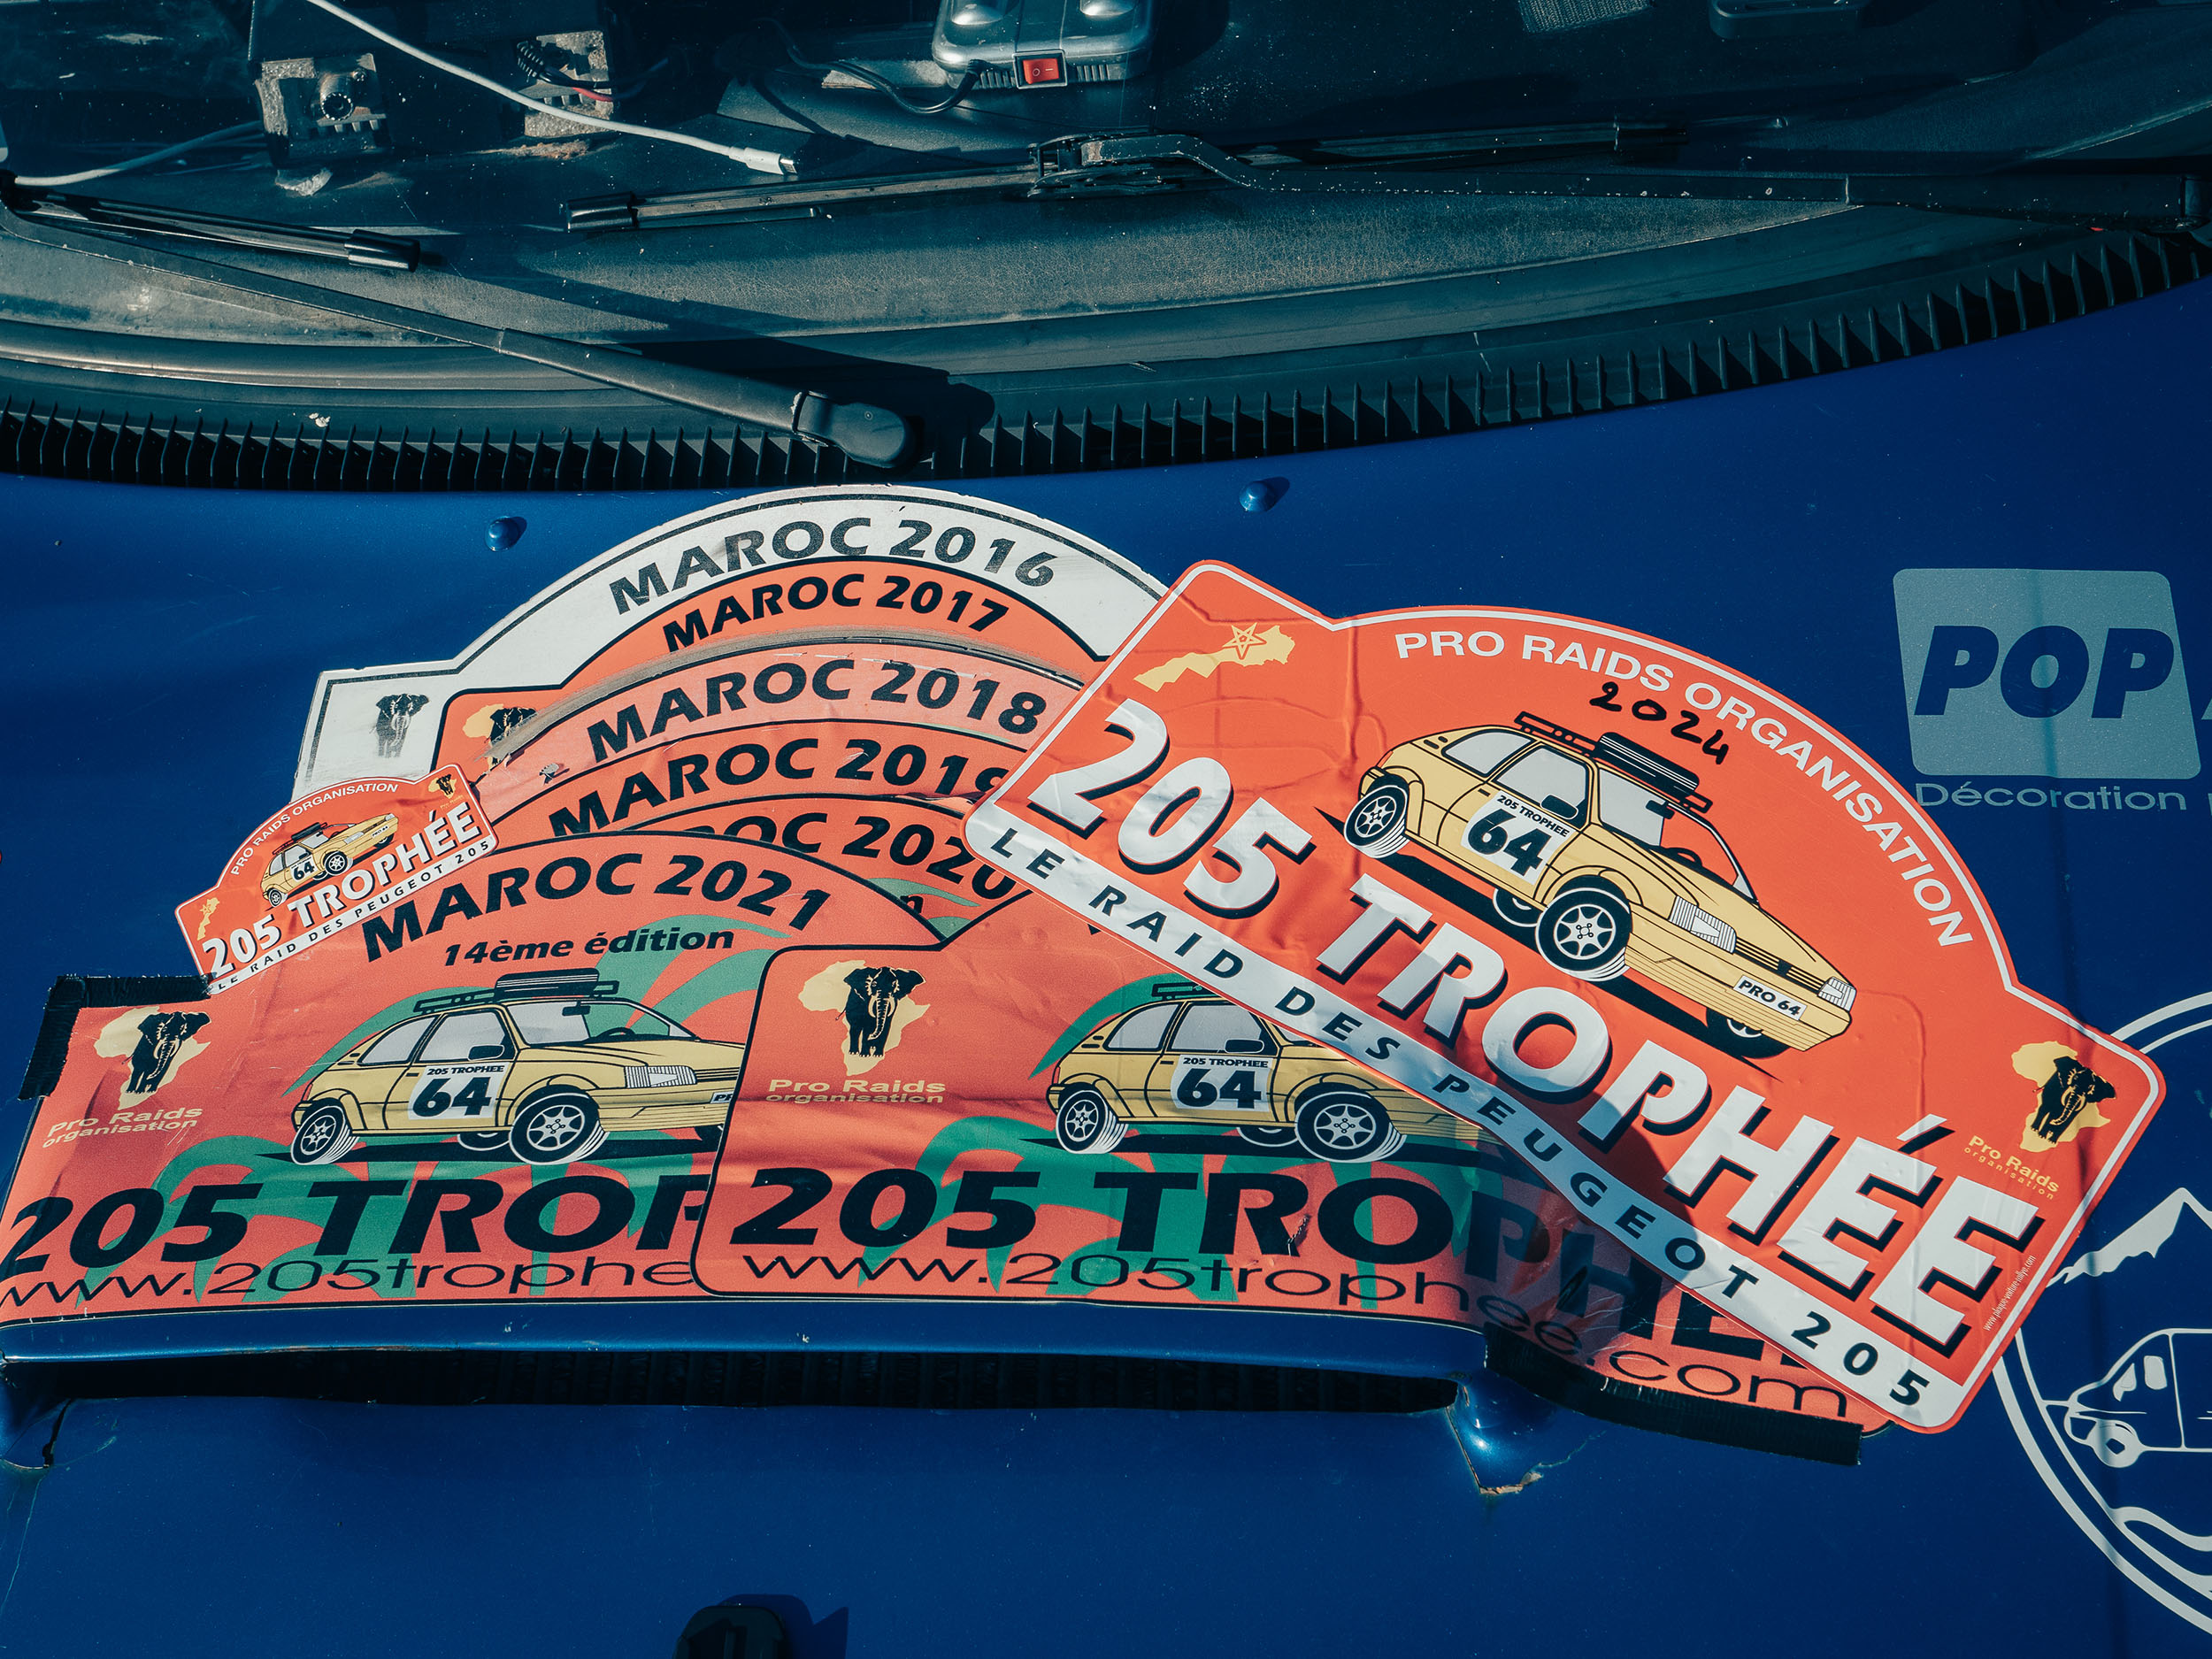 MAROC 2016
MAROC 2017
MAROC 2018
MAROC 2019
2020
MAROC 2021
14ème édition
PRO RAIDS ORGANISATION
64
205 TROPHÉE
LE RAID DES PEUGEOT 205
Pro Raids
organisation
205 TROPHEE
64
205 TROP
www.205trophe
Pro Raids
organisation
205 TROPHEE
64
205 TROPHÉE
www.205trophee.com
PRO RAIDS ORGANISATION
2024
205 TROPHEE
64
PRO 64
205 TROPHÉE
LE RAID DES PEUGEOT 205
Pro Raids
organisation
POP
Décoration